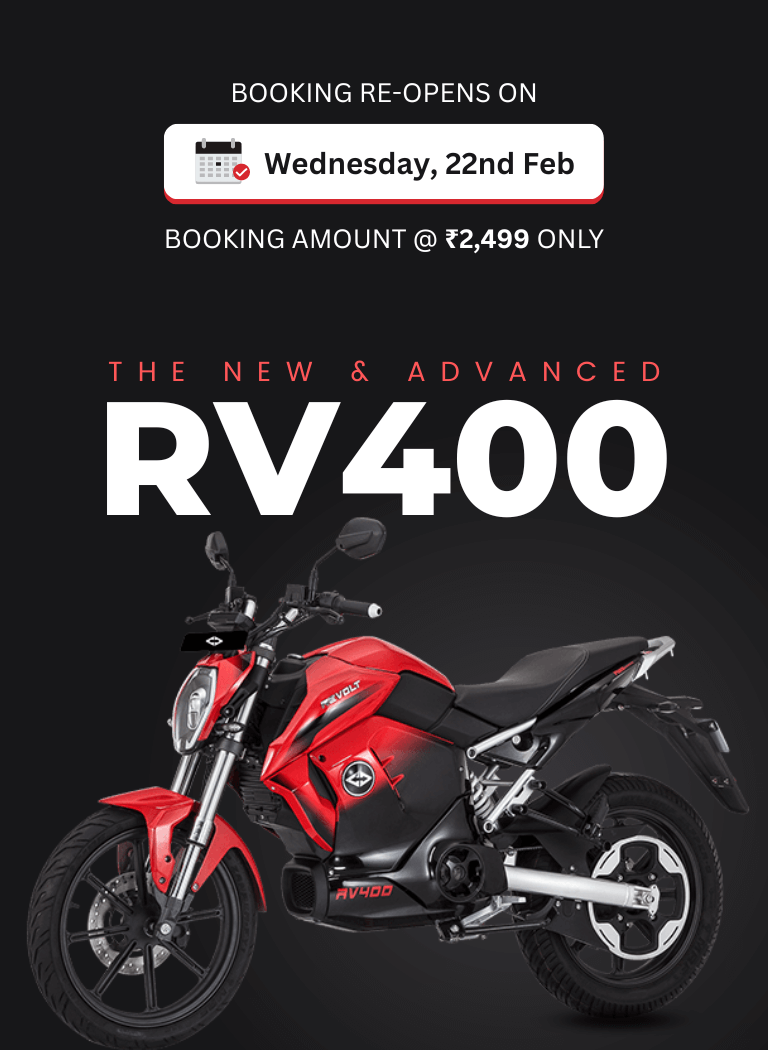 BOOKING RE-OPENS ON
Wednesday, 22nd Feb
BOOKING AMOUNT @ ₹2,499 ONLY
THE NEW & ADVANCED
RV400
REVOLT
RV400